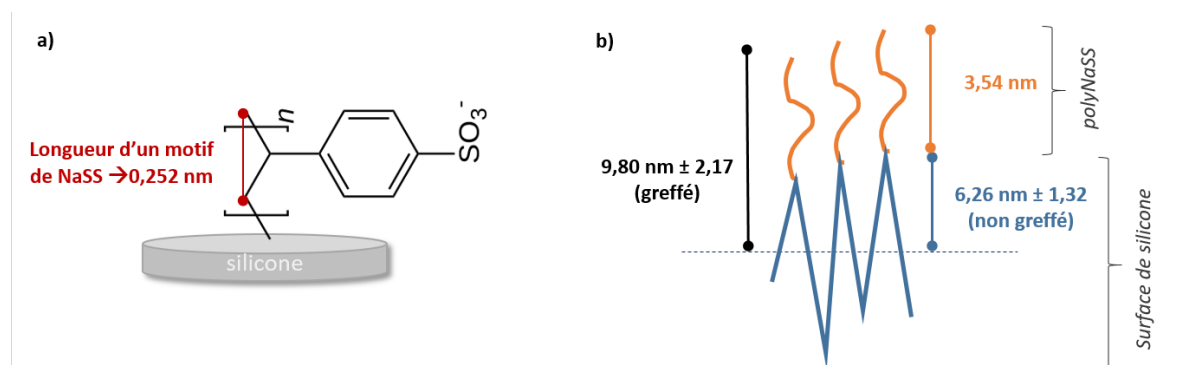 a)
n
Longueur d'un motif
de NaSS →0,252 nm
SO₃⁻
silicone
b)
3,54 nm
polyNaSS
9,80 nm ± 2,17
(greffé)
6,26 nm ± 1,32
(non greffé)
Surface de silicone